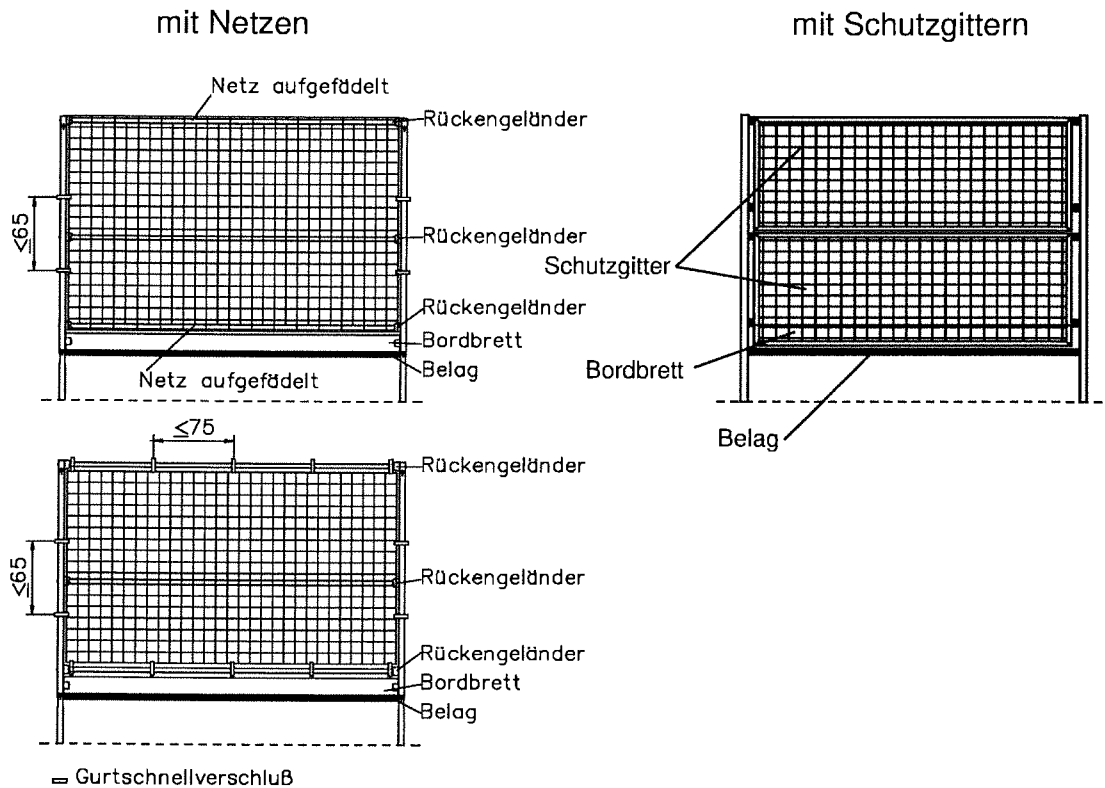 mit Netzen
mit Schutzgittern
Netz aufgefädelt
Rückengeländer
≤65
Rückengeländer
Rückengeländer
Bordbrett
Belag
Netz aufgefädelt
Schutzgitter
Bordbrett
Belag
≤75
Rückengeländer
≤65
Rückengeländer
Rückengeländer
Bordbrett
Belag
Gurtschnellverschluß